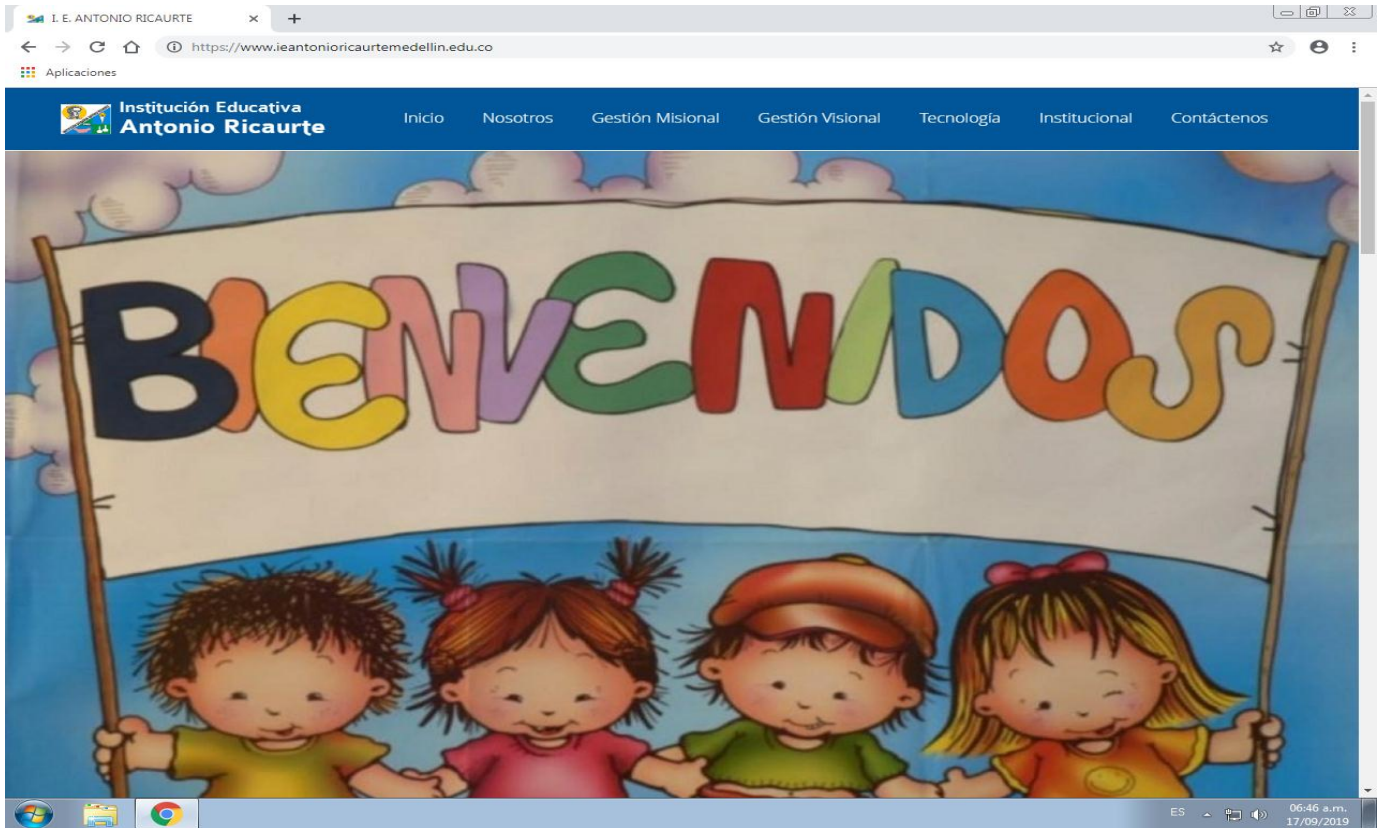 I. E. ANTONIO RICAURTE
https://www.ieantonioricaurtemedellin.edu.co
Aplicaciones
Institución Educativa
Antonio Ricaurte
Inicio Nosotros Gestión Misional Gestión Visional Tecnología Institucional Contáctenos
BIENVENIDOS
ES
06:46 a.m.
17/09/2019